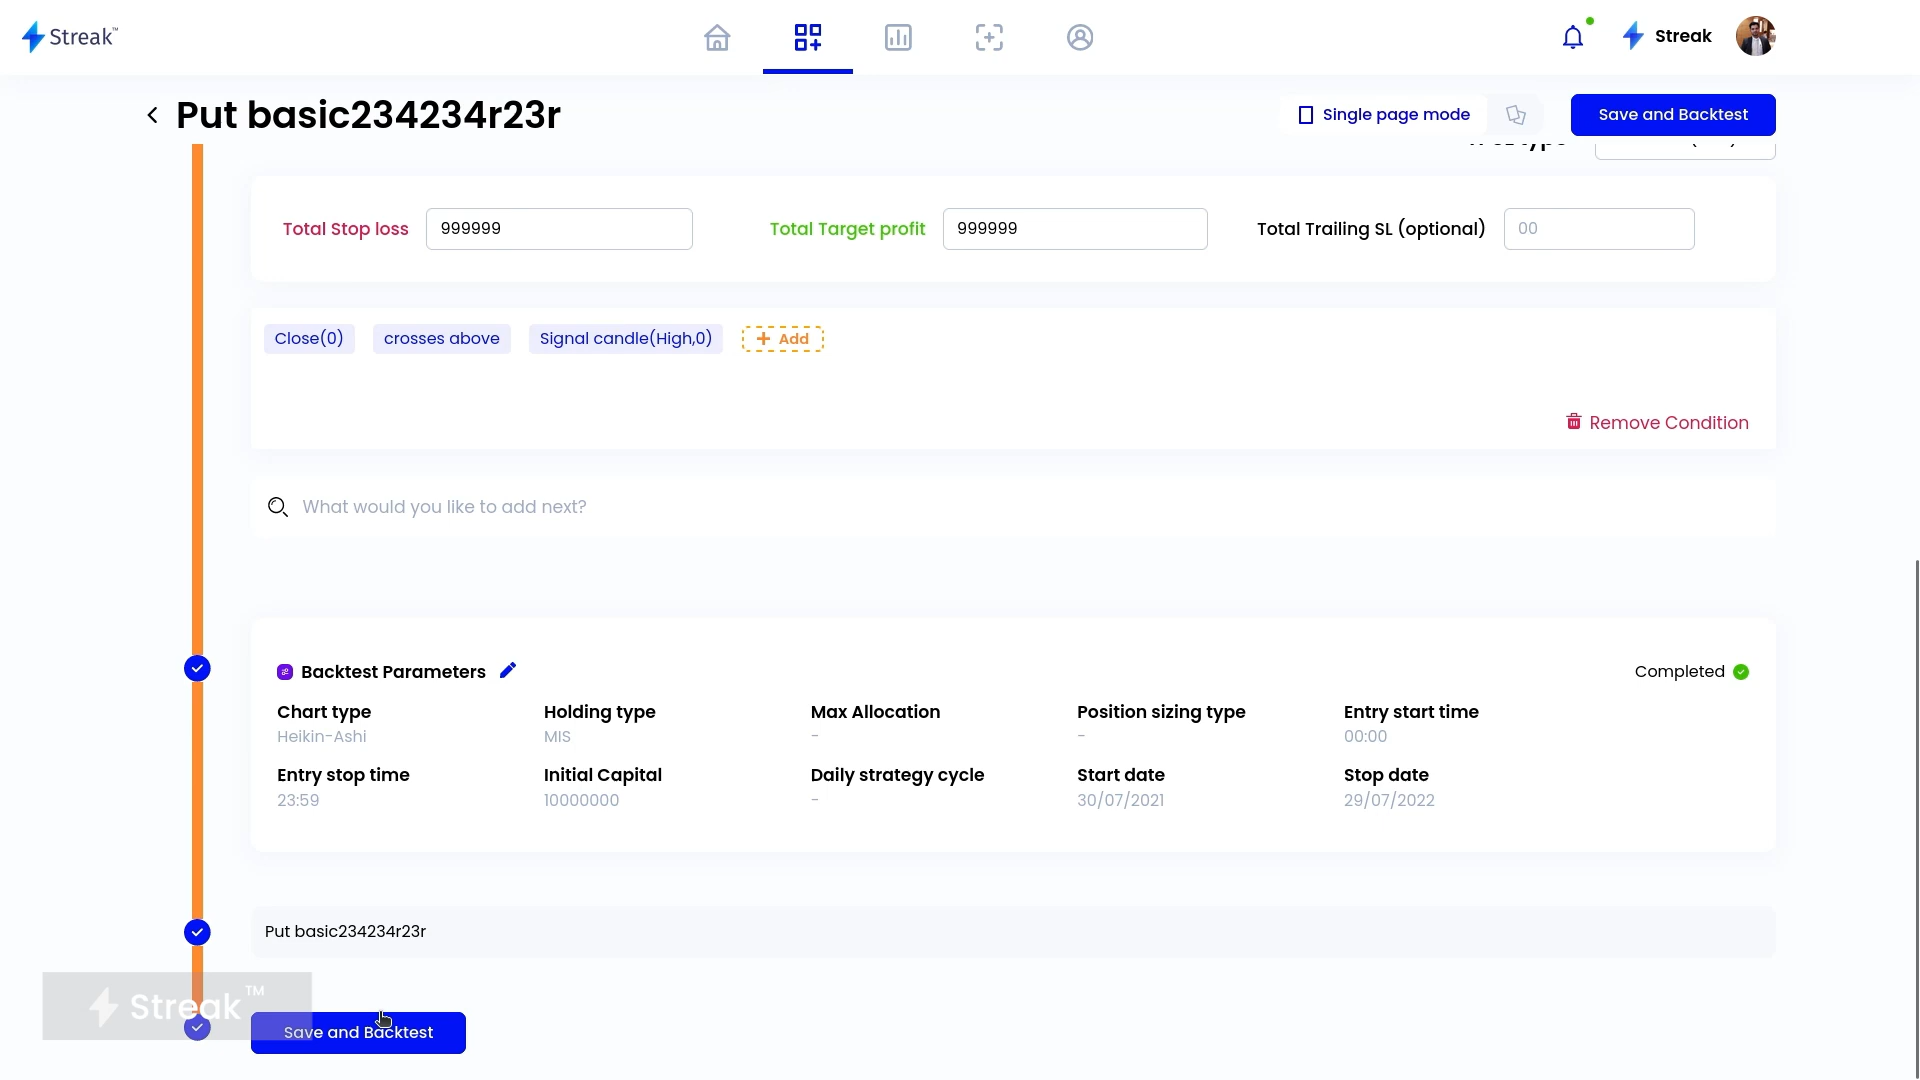 Streak™
Streak
Put basic234234r23r
Single page mode
Save and Backtest
Total Stop loss 999999 Total Target profit 999999 Total Trailing SL (optional) 00
Close(0) crosses above Signal candle(High,0) + Add
Remove Condition
What would you like to add next?
Backtest Parameters Completed
Chart type Holding type Max Allocation Position sizing type Entry start time
Heikin-Ashi MIS - - 00:00
Entry stop time Initial Capital Daily strategy cycle Start date Stop date
23:59 10000000 - 30/07/2021 29/07/2022
Put basic234234r23r
Streak™
Save and Backtest